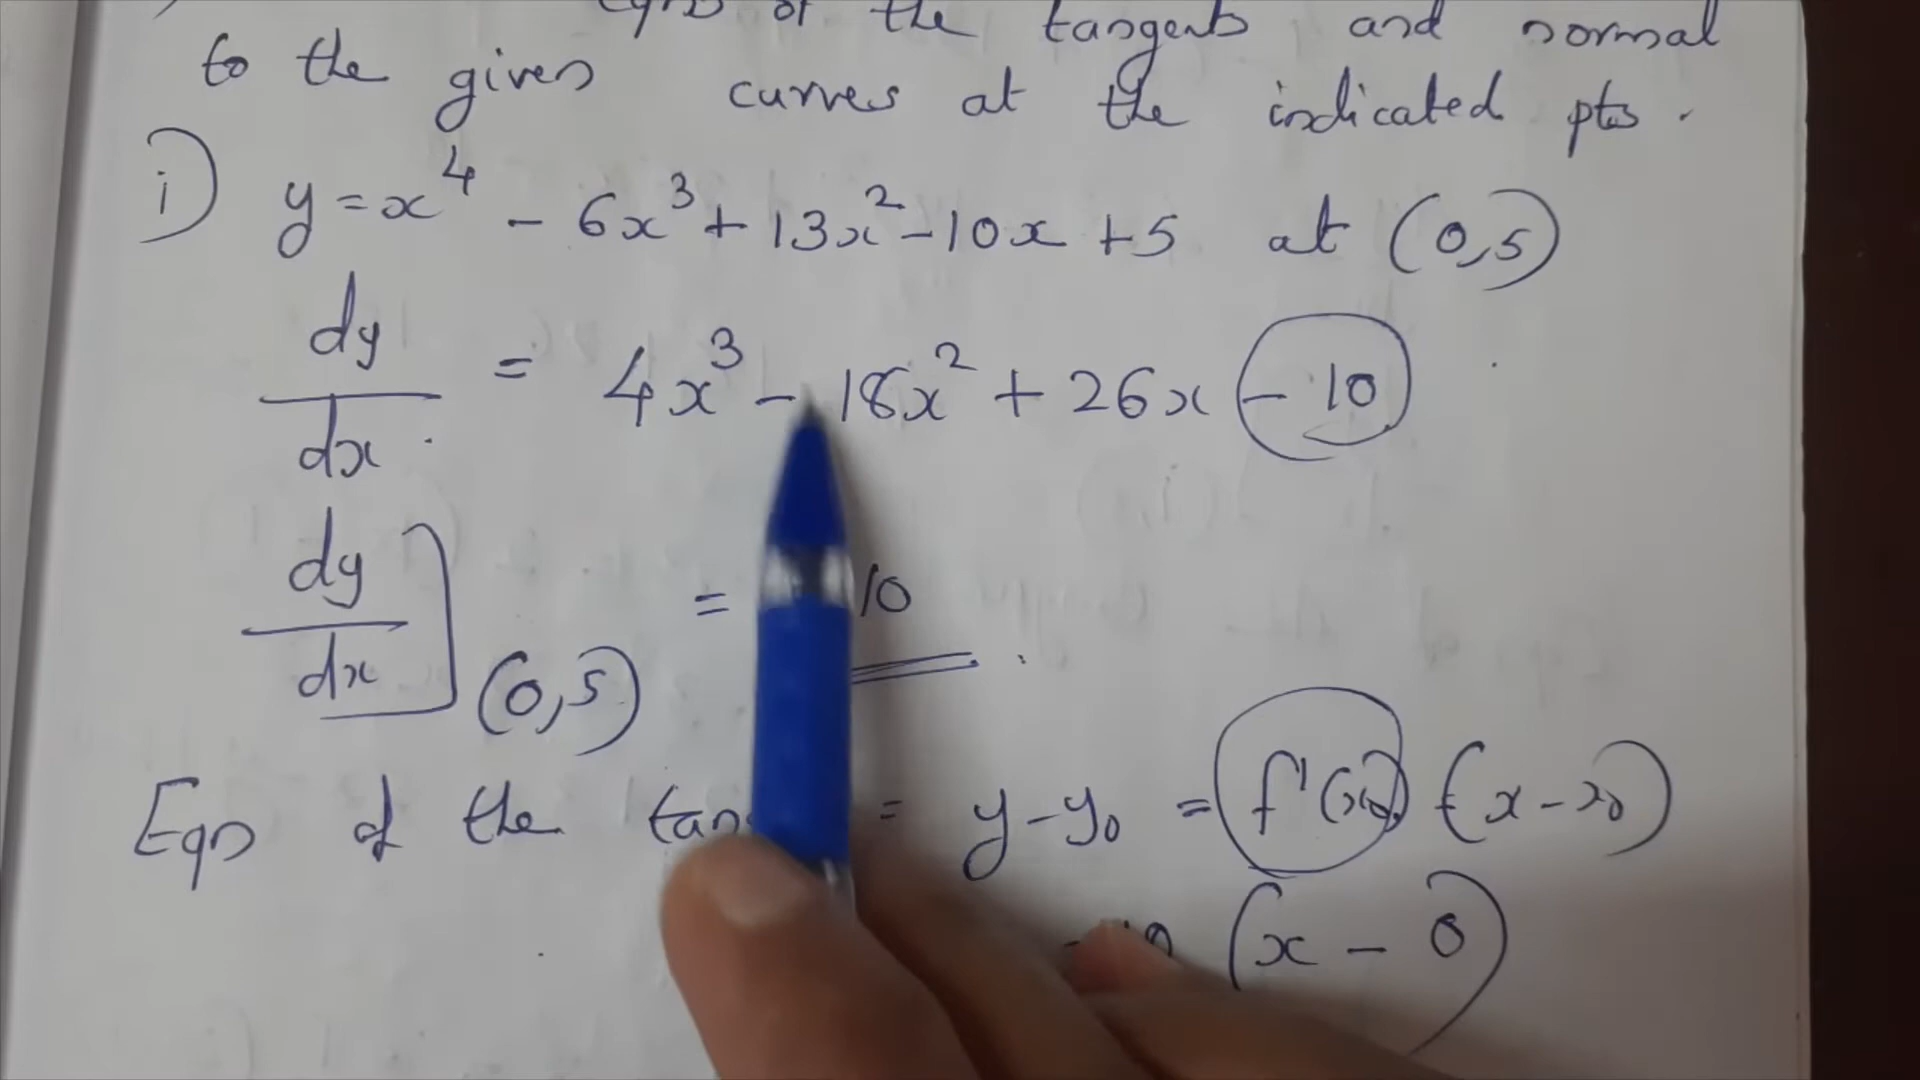 of the tangents and normal
to the given curves at the indicated pts.
i) y = x⁴ - 6x³ + 13x² - 10x + 5 at (0,5)
dy/dx = 4x³ - 18x² + 26x - 10
dy/dx](0,5) = 10
Eqn of the = y - y₀ = f'(x₀) (x - x₀)
(x - 0)